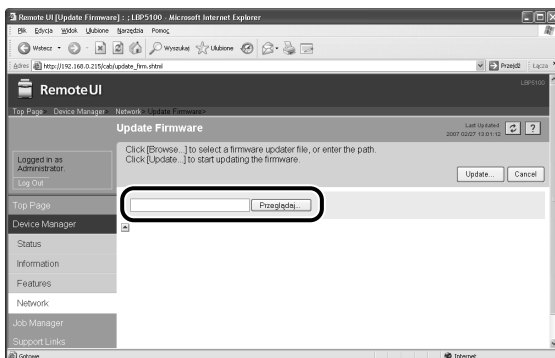 Remote UI [Update Firmware] : ; LBP5100 - Microsoft Internet Explorer
Plik Edycja Widok Ulubione Narzędzia Pomoc
Wstecz Wyszukaj Ulubione
Adres http://192.168.0.215/cab/update_firm.shtml Przejdź Łącza
RemoteUI LBP5100
Top Page> Device Manager> Network> Update Firmware>
Update Firmware
Last Updated
2007 02/27 13:01:12
Click [Browse...] to select a firmware updater file, or enter the path.
Click [Update...] to start updating the firmware.
Update... Cancel
Logged in as
Administrator.
Log Out
Przeglądaj...
Top Page
Device Manager
Status
Information
Features
Network
Job Manager
Support Links
Gotowe Internet